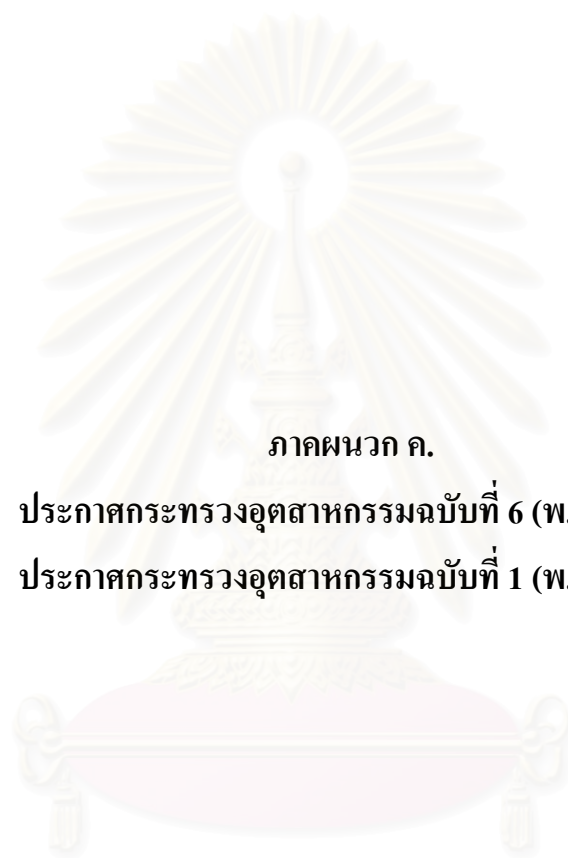 ภาคผนวก ค.
ประกาศกระทรวงอุตสาหกรรมฉบับที่ 6 (พ.
ประกาศกระทรวงอุตสาหกรรมฉบับที่ 1 (พ.